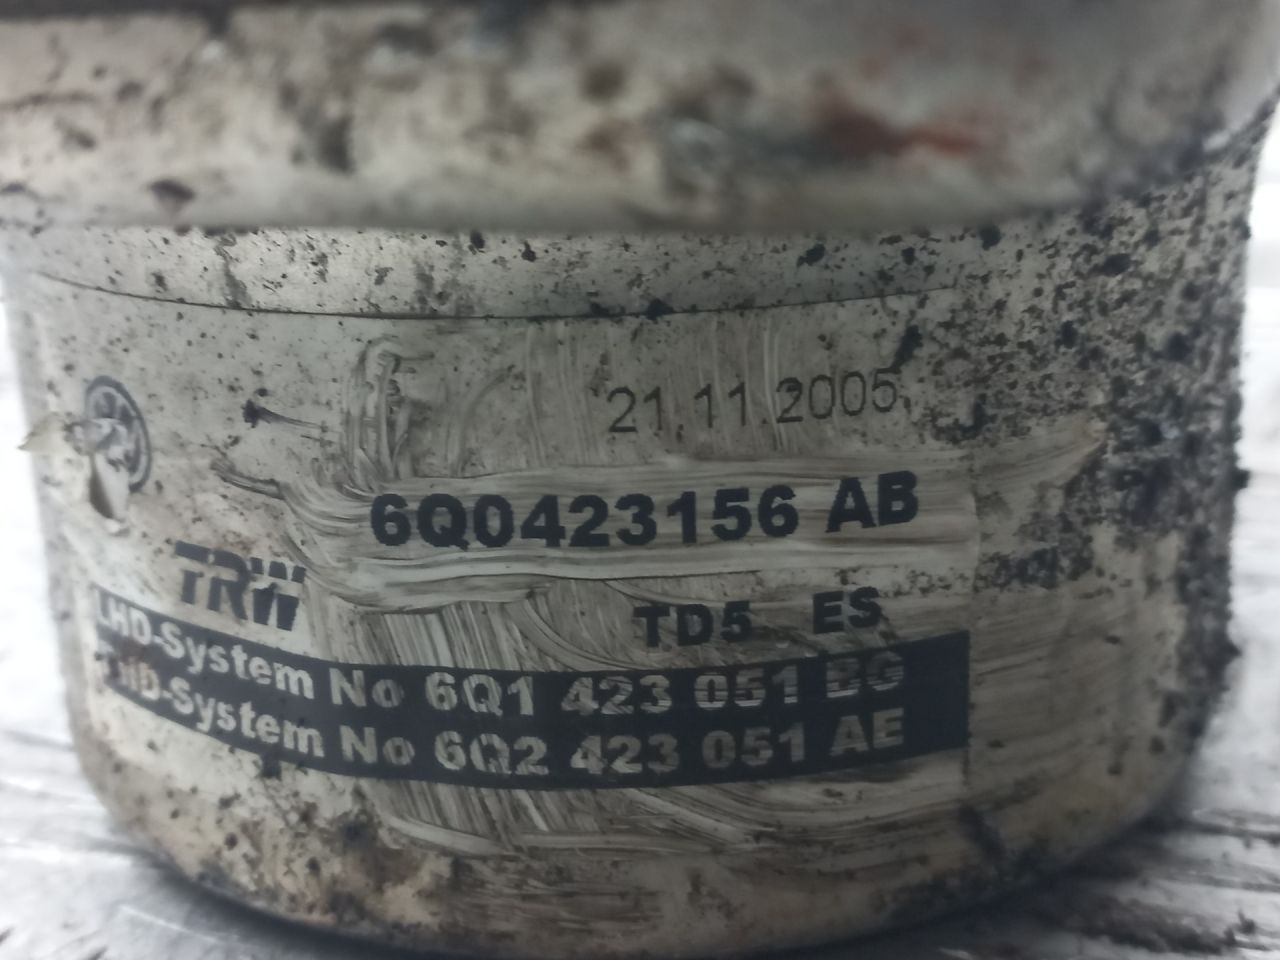 21.11.2005
6Q0423156 AB
TRW
TD5 ES
LHD-System No 6Q1 423 051 BG
RHD-System No 6Q2 423 051 AE